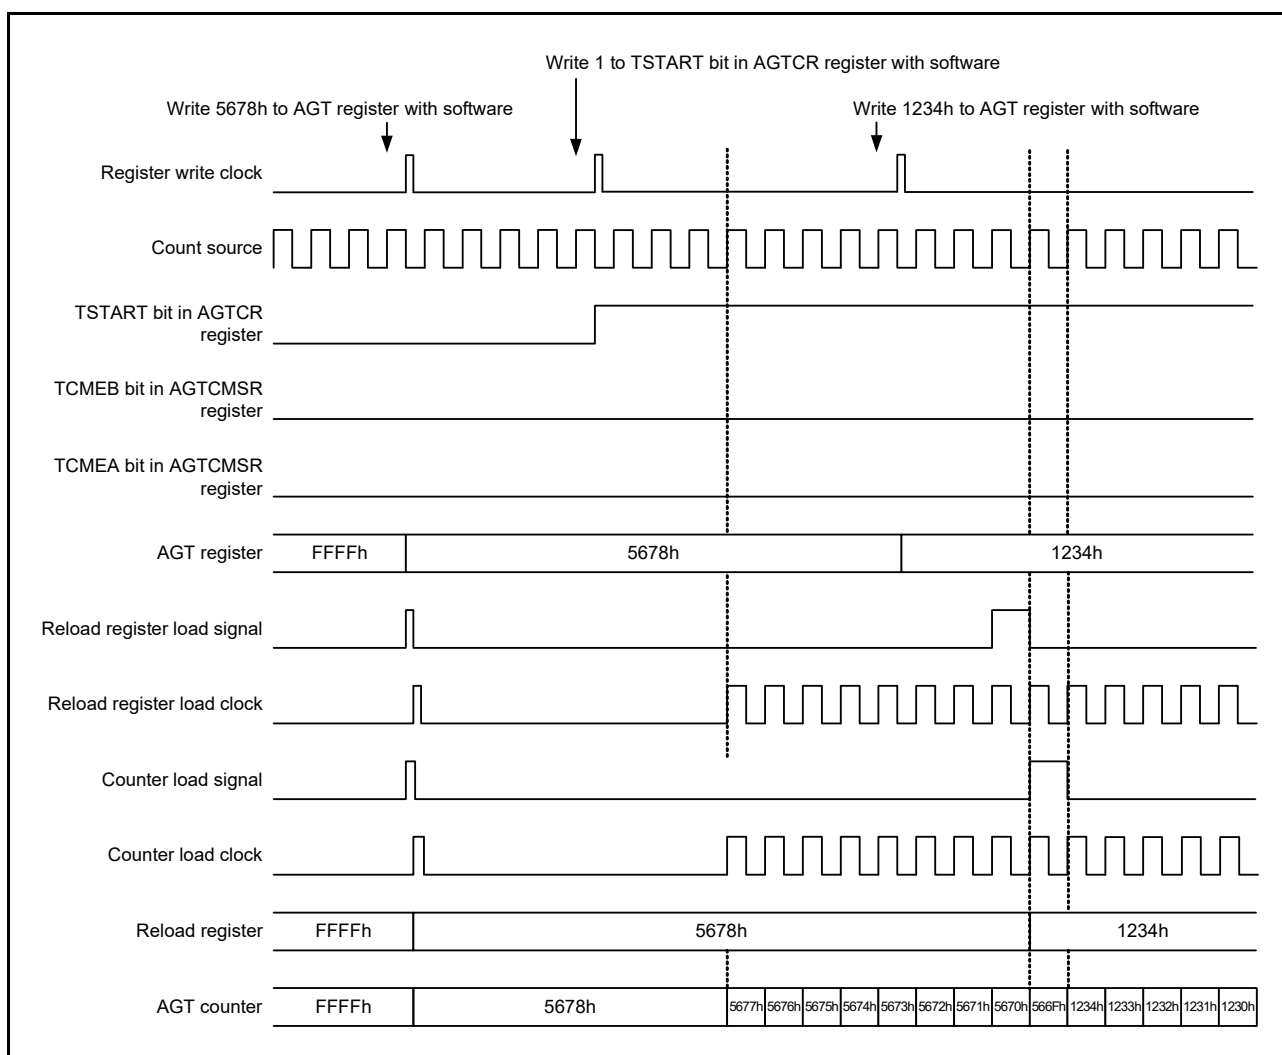 Write 1 to TSTART bit in AGTCR register with software
Write 5678h to AGT register with software
Write 1234h to AGT register with software
Register write clock
Count source
TSTART bit in AGTCR
register
TCMEB bit in AGTCMSR
register
TCMEA bit in AGTCMSR
register
AGT register FFFFh 5678h 1234h
Reload register load signal
Reload register load clock
Counter load signal
Counter load clock
Reload register FFFFh 5678h 1234h
AGT counter FFFFh 5678h 5677h 5676h 5675h 5674h 5673h 5672h 5671h 5670h 566Fh 1234h 1233h 1232h 1231h 1230h